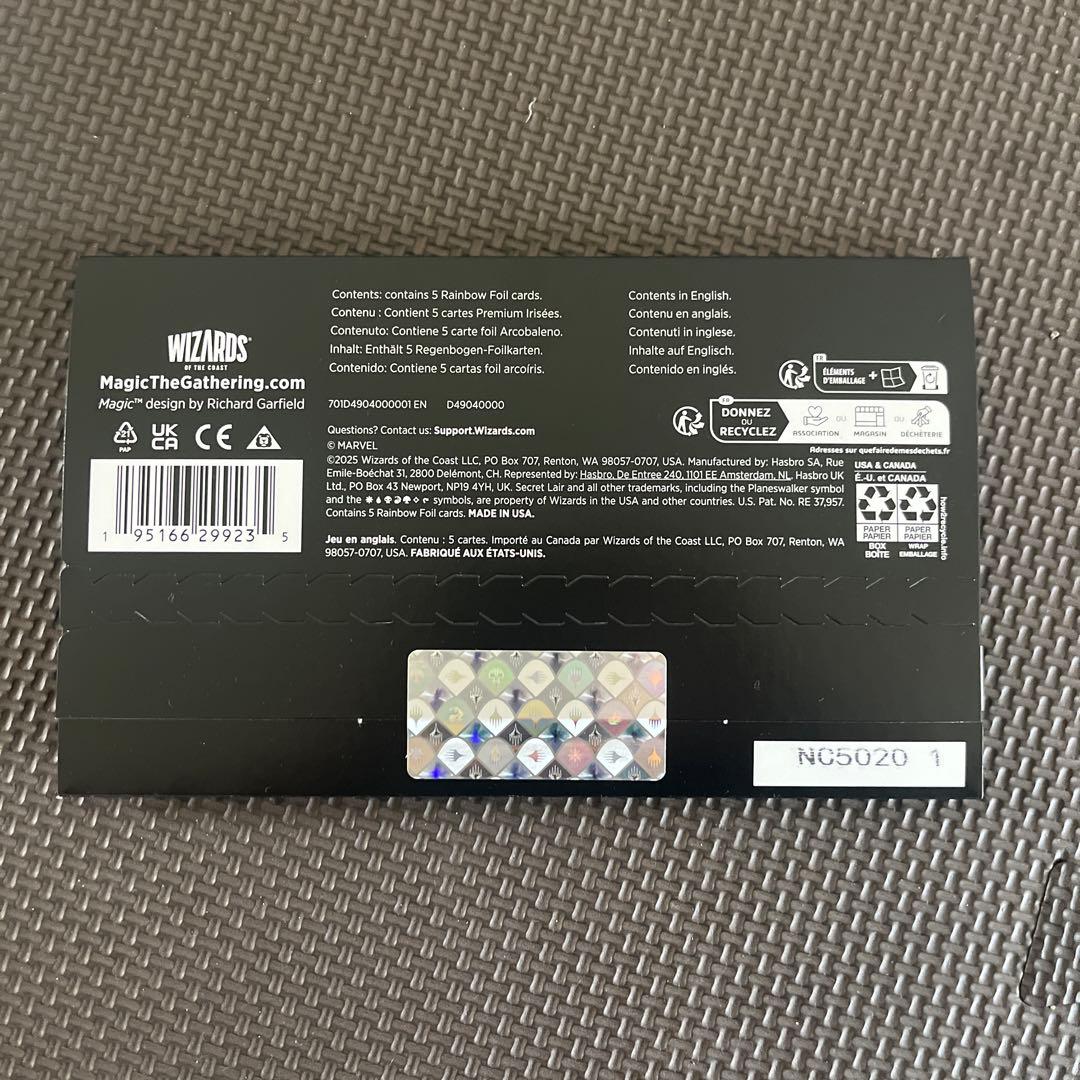 WIZARDS®
OF THE COAST
MagicTheGathering.com
Magic™ design by Richard Garfield
21
PAP
UK
CA
CE
1 95166 29923 5
Contents: contains 5 Rainbow Foil cards.
Contenu : Contient 5 cartes Premium Irisées.
Contenuto: Contiene 5 carte foil Arcobaleno.
Inhalt: Enthält 5 Regenbogen-Foilkarten.
Contenido: Contiene 5 cartas foil arcoíris.
Contents in English.
Contenu en anglais.
Contenuti in inglese.
Inhalte auf Englisch.
Contenido en inglés.
701D4904000001 EN D49040000
Questions? Contact us: Support.Wizards.com
© MARVEL
©2025 Wizards of the Coast LLC, PO Box 707, Renton, WA 98057-0707, USA. Manufactured by: Hasbro SA, Rue
Emile-Boéchat 31, 2800 Delémont, CH. Represented by: Hasbro, De Entree 240, 1101 EE Amsterdam, NL. Hasbro UK
Ltd., PO Box 43 Newport, NP19 4YH, UK. Secret Lair and all other trademarks, including the Planeswalker symbol
and the symbols, are property of Wizards in the USA and other countries. U.S. Pat. No. RE 37,957.
Contains 5 Rainbow Foil cards. MADE IN USA.
Jeu en anglais. Contenu : 5 cartes. Importé au Canada par Wizards of the Coast LLC, PO Box 707, Renton, WA
98057-0707, USA. FABRIQUÉ AUX ÉTATS-UNIS.
FR
ÉLÉMENTS
D'EMBALLAGE +
FR
DONNEZ
OU
RECYCLEZ
ASSOCIATION OU MAGASIN OU DÉCHÈTERIE
Adresses sur quefairedemesdechets.fr
USA & CANADA
É.-U. et CANADA
PAPER PAPER
PAPIER PAPIER
BOX WRAP
BOÎTE EMBALLAGE
how2recycle.info
NC5020 1